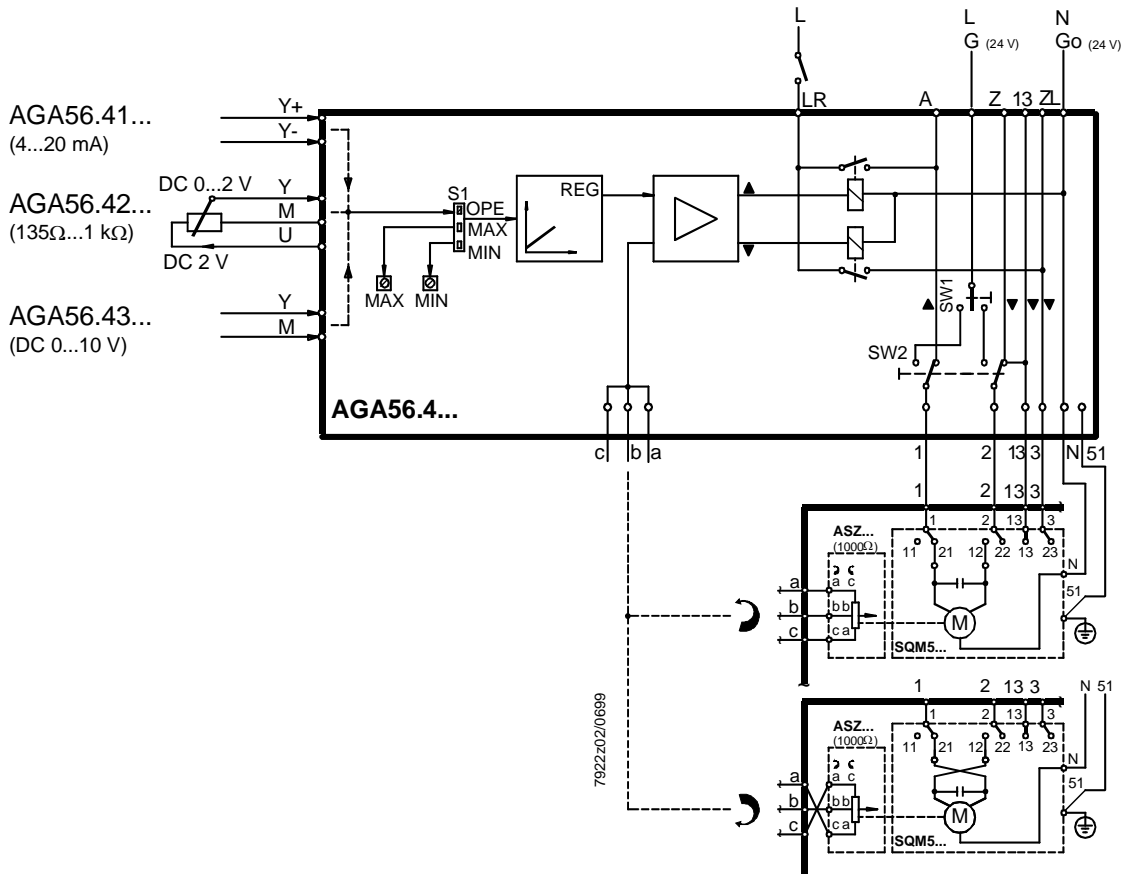 L L N
G (24 V) Go (24 V)
LR A Z 13 ZL
AGA56.41... Y+
(4...20 mA) Y-
AGA56.42... DC 0...2 V Y
(135Ω...1 kΩ) M
U
DC 2 V
AGA56.43... Y
(DC 0...10 V) M
S1 OPE
MAX
MIN
MAX MIN
REG
SW1
SW2
AGA56.4...
c b a
1 2 13 3 N 51
1 2 13 3
1 2 13 3
ASZ...
(1000Ω)
11 21 12 22 13 23
a c
a
b b b
c c a
M
N
51
SQM5...
1 2 13 3 N 51
1 2 13 3
ASZ...
(1000Ω)
11 21 12 22 13 23
a c
a
b b b
c c a
M
N
51
SQM5...
7922z02/0699